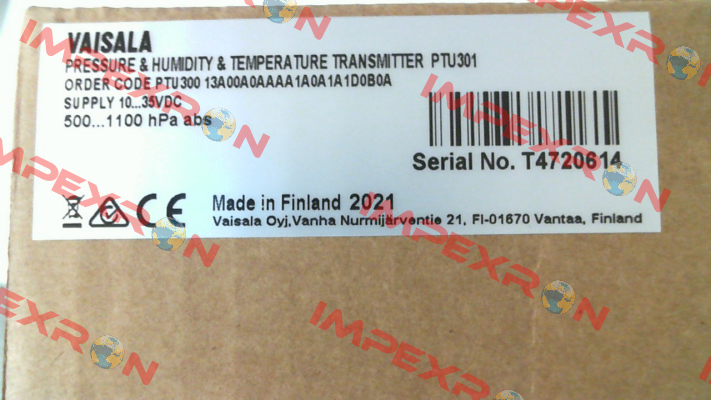 VAISALA
PRESSURE & HUMIDITY & TEMPERATURE TRANSMITTER PTU301
ORDER CODE PTU300 13A00A0AAAA1A0A1A1D0B0A
SUPPLY 10...35VDC
500...1100 hPa abs
Serial No. T4720614
CE
Made in Finland 2021
Vaisala Oyj,Vanha Nurmijärventie 21, FI-01670 Vantaa, Finland
IMPEXRON
IMPEXRON
IMPEXRON
IMPEXRON
IMPEXRON
IMPEXRON